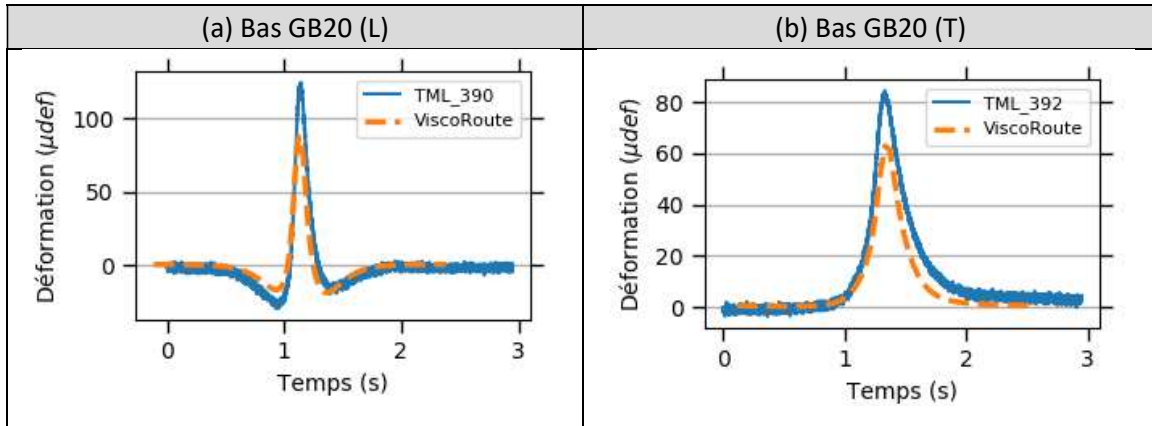 (a) Bas GB20 (L)
(b) Bas GB20 (T)
TML_390
ViscoRoute
Déformation (μdef)
100
50
0
0
1
2
3
Temps (s)
TML_392
ViscoRoute
Déformation (μdef)
80
60
40
20
0
0
1
2
3
Temps (s)